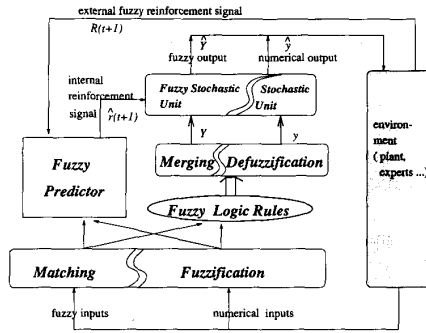 external fuzzy reinforcement signal
R(t+1)
Ŷ
ŷ
fuzzy output
numerical output
internal
reinforcement
signal r̂(t+1)
Fuzzy Stochastic
Unit
Stochastic
Unit
Y
y
environ-
ment
( plant,
experts ...)
Fuzzy
Predictor
Merging
Defuzzification
Fuzzy Logic Rules
Matching
Fuzzification
fuzzy inputs
numerical inputs